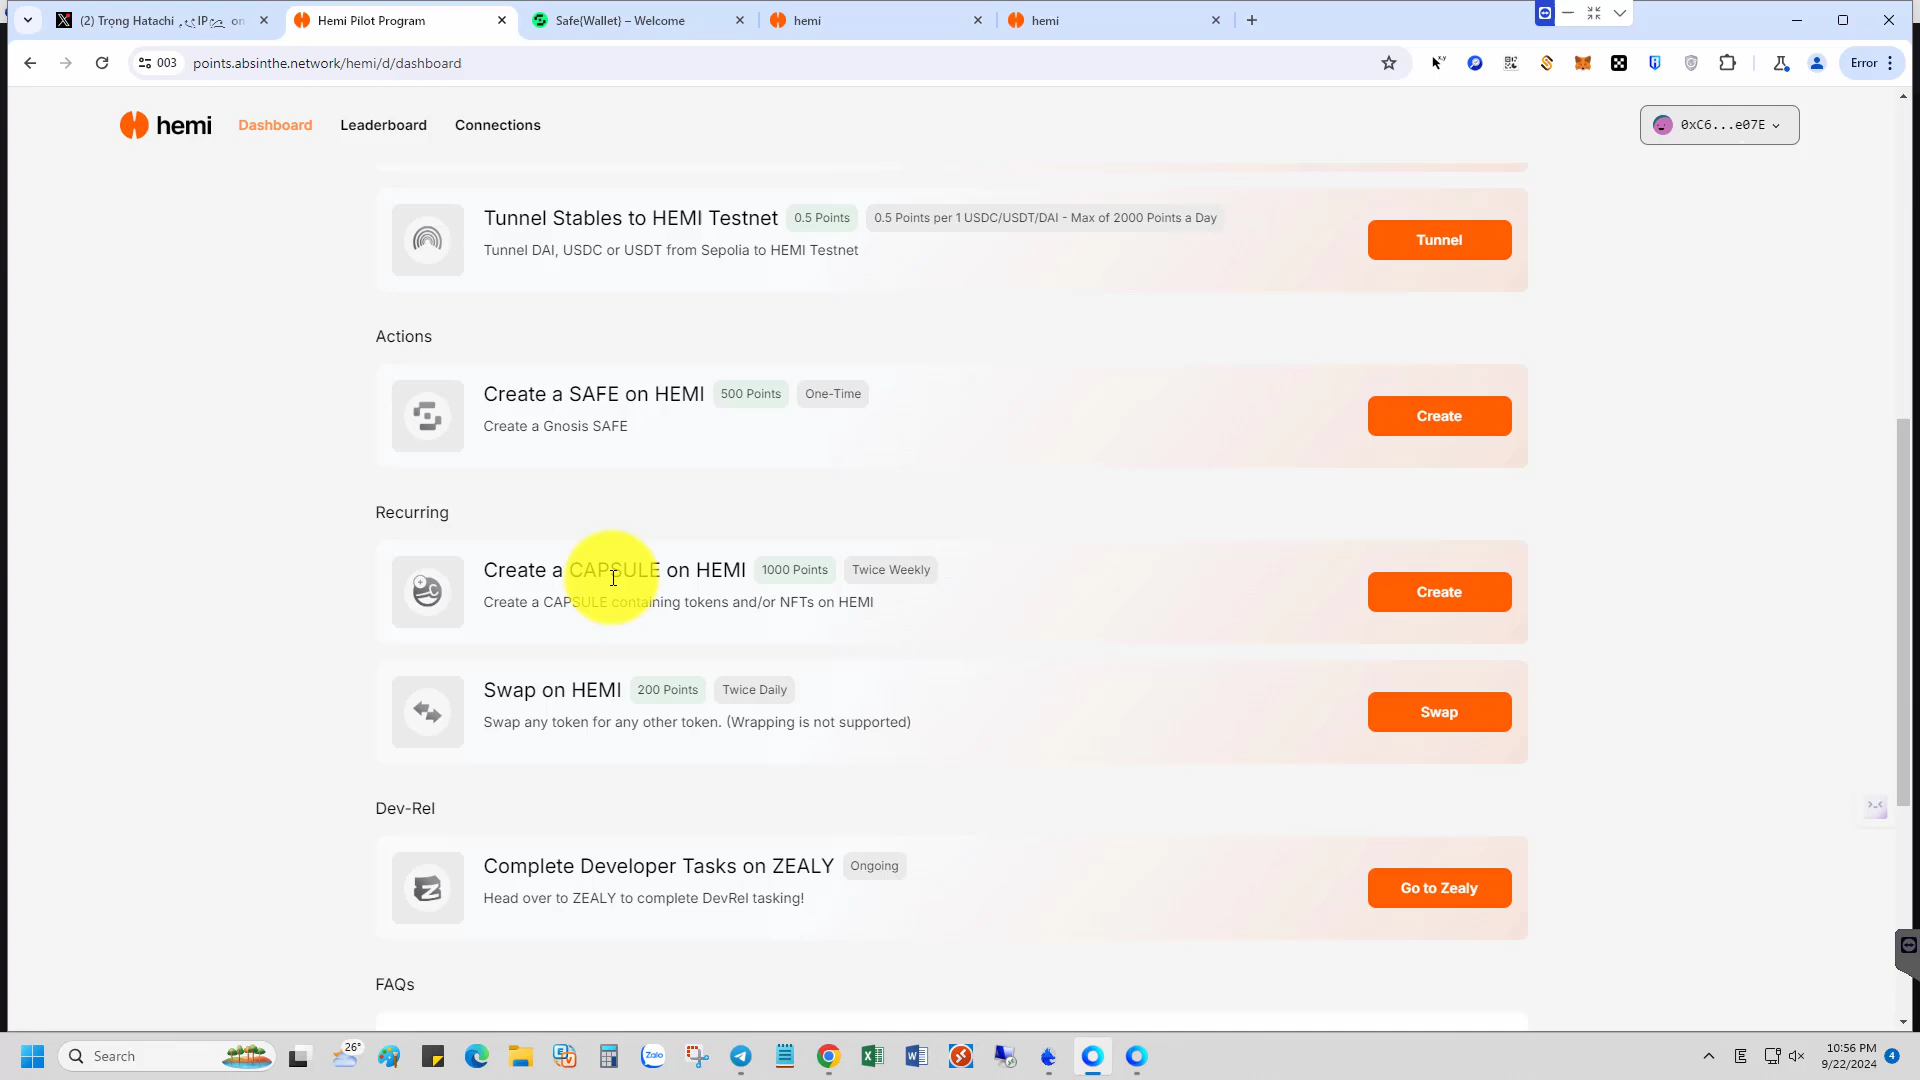 (2) Trọng Hatachi
IP
on
Hemi Pilot Program
Safe{Wallet} – Welcome
hemi
hemi
003
points.absinthe.network/hemi/d/dashboard
Error
hemi
Dashboard
Leaderboard
Connections
0xC6...e07E
Tunnel Stables to HEMI Testnet
0.5 Points
0.5 Points per 1 USDC/USDT/DAI - Max of 2000 Points a Day
Tunnel DAI, USDC or USDT from Sepolia to HEMI Testnet
Tunnel
Actions
Create a SAFE on HEMI
500 Points
One-Time
Create a Gnosis SAFE
Create
Recurring
Create a CAPSULE on HEMI
1000 Points
Twice Weekly
Create a CAPSULE containing tokens and/or NFTs on HEMI
Create
Swap on HEMI
200 Points
Twice Daily
Swap any token for any other token. (Wrapping is not supported)
Swap
Dev-Rel
Complete Developer Tasks on ZEALY
Ongoing
Head over to ZEALY to complete DevRel tasking!
Go to Zealy
FAQs
Search
26°
Zalo
E
10:56 PM
9/22/2024
4